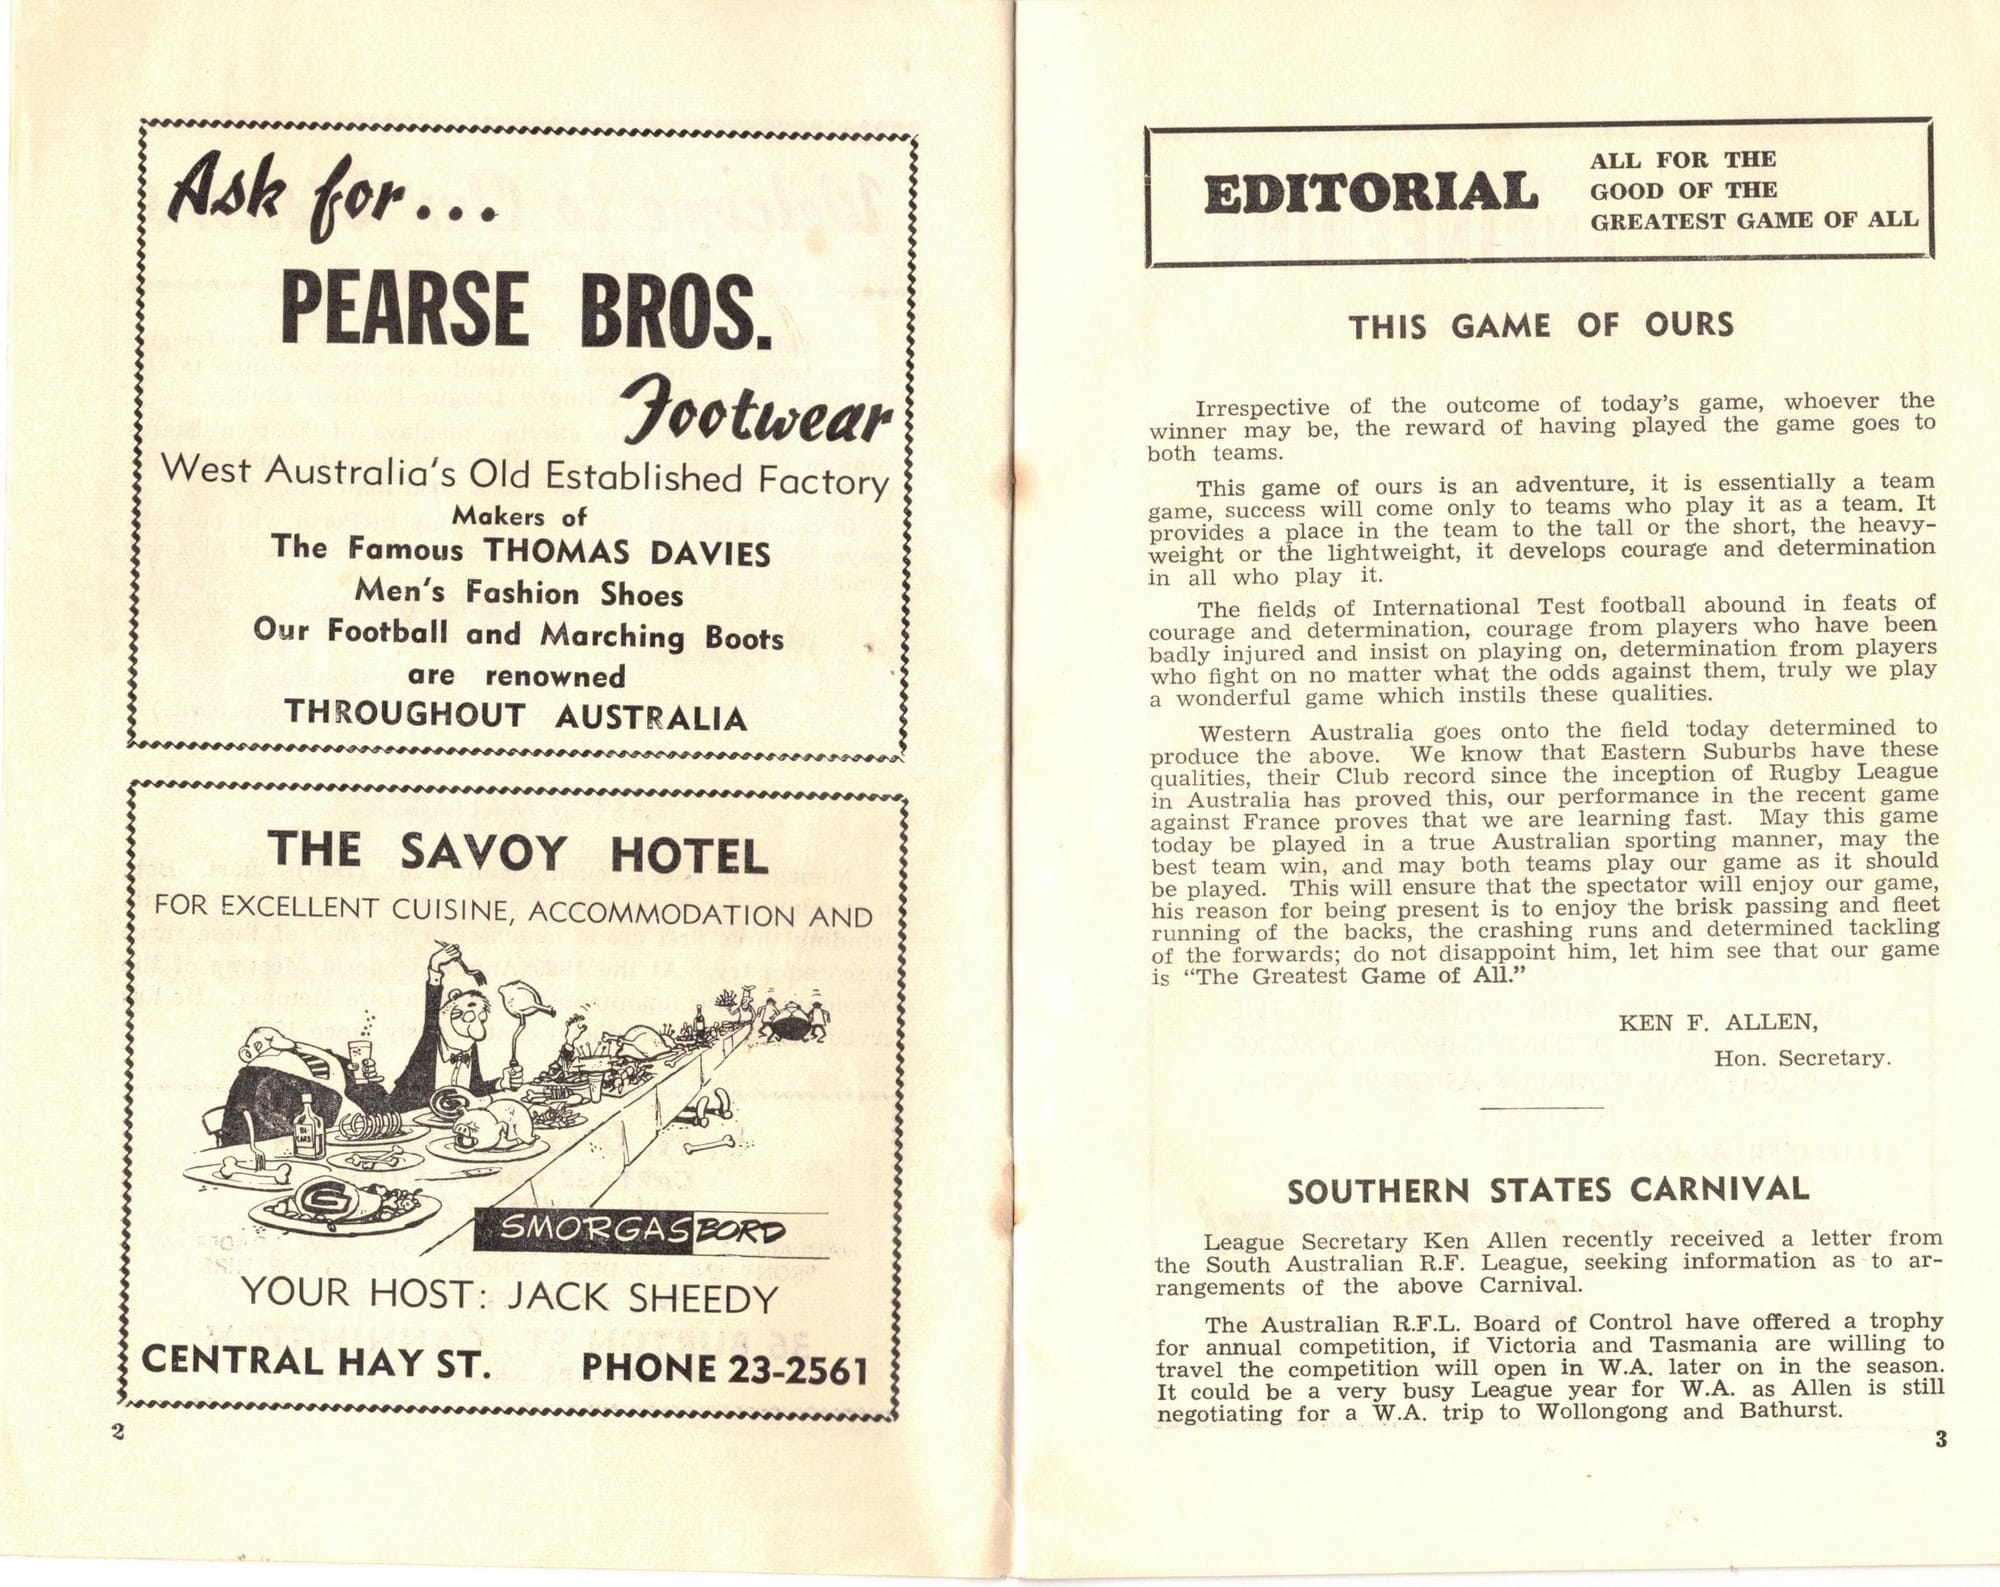 Ask for...
PEARSE BROS.
Footwear
West Australia's Old Established Factory
Makers of
The Famous THOMAS DAVIES
Men's Fashion Shoes
Our Football and Marching Boots
are renowned
THROUGHOUT AUSTRALIA
THE SAVOY HOTEL
FOR EXCELLENT CUISINE, ACCOMMODATION AND
SMORGASBORD
YOUR HOST: JACK SHEEDY
CENTRAL HAY ST. PHONE 23-2561
2
EDITORIAL
ALL FOR THE
GOOD OF THE
GREATEST GAME OF ALL
THIS GAME OF OURS
Irrespective of the outcome of today's game, whoever the
winner may be, the reward of having played the game goes to
both teams.
This game of ours is an adventure, it is essentially a team
game, success will come only to teams who play it as a team. It
provides a place in the team to the tall or the short, the heavy-
weight or the lightweight, it develops courage and determination
in all who play it.
The fields of International Test football abound in feats of
courage and determination, courage from players who have been
badly injured and insist on playing on, determination from players
who fight on no matter what the odds against them, truly we play
a wonderful game which instils these qualities.
Western Australia goes onto the field today determined to
produce the above. We know that Eastern Suburbs have these
qualities, their Club record since the inception of Rugby League
in Australia has proved this, our performance in the recent game
against France proves that we are learning fast. May this game
today be played in a true Australian sporting manner, may the
best team win, and may both teams play our game as it should
be played. This will ensure that the spectator will enjoy our game,
his reason for being present is to enjoy the brisk passing and fleet
running of the backs, the crashing runs and determined tackling
of the forwards; do not disappoint him, let him see that our game
is "The Greatest Game of All."
KEN F. ALLEN,
Hon. Secretary.
SOUTHERN STATES CARNIVAL
League Secretary Ken Allen recently received a letter from
the South Australian R.F. League, seeking information as to ar-
rangements of the above Carnival.
The Australian R.F.L. Board of Control have offered a trophy
for annual competition, if Victoria and Tasmania are willing to
travel the competition will open in W.A. later on in the season.
It could be a very busy League year for W.A. as Allen is still
negotiating for a W.A. trip to Wollongong and Bathurst.
3